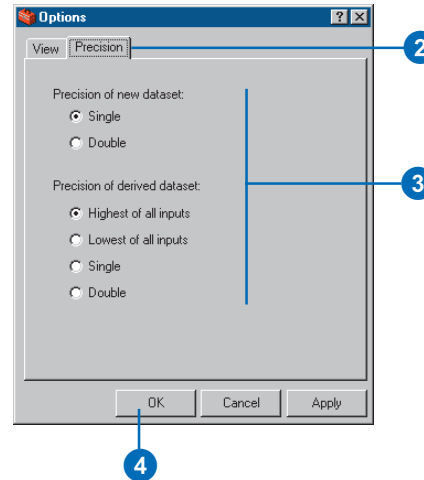 Options
View Precision
2
Precision of new dataset:
Single
Double
3
Precision of derived dataset:
Highest of all inputs
Lowest of all inputs
Single
Double
OK Cancel Apply
4